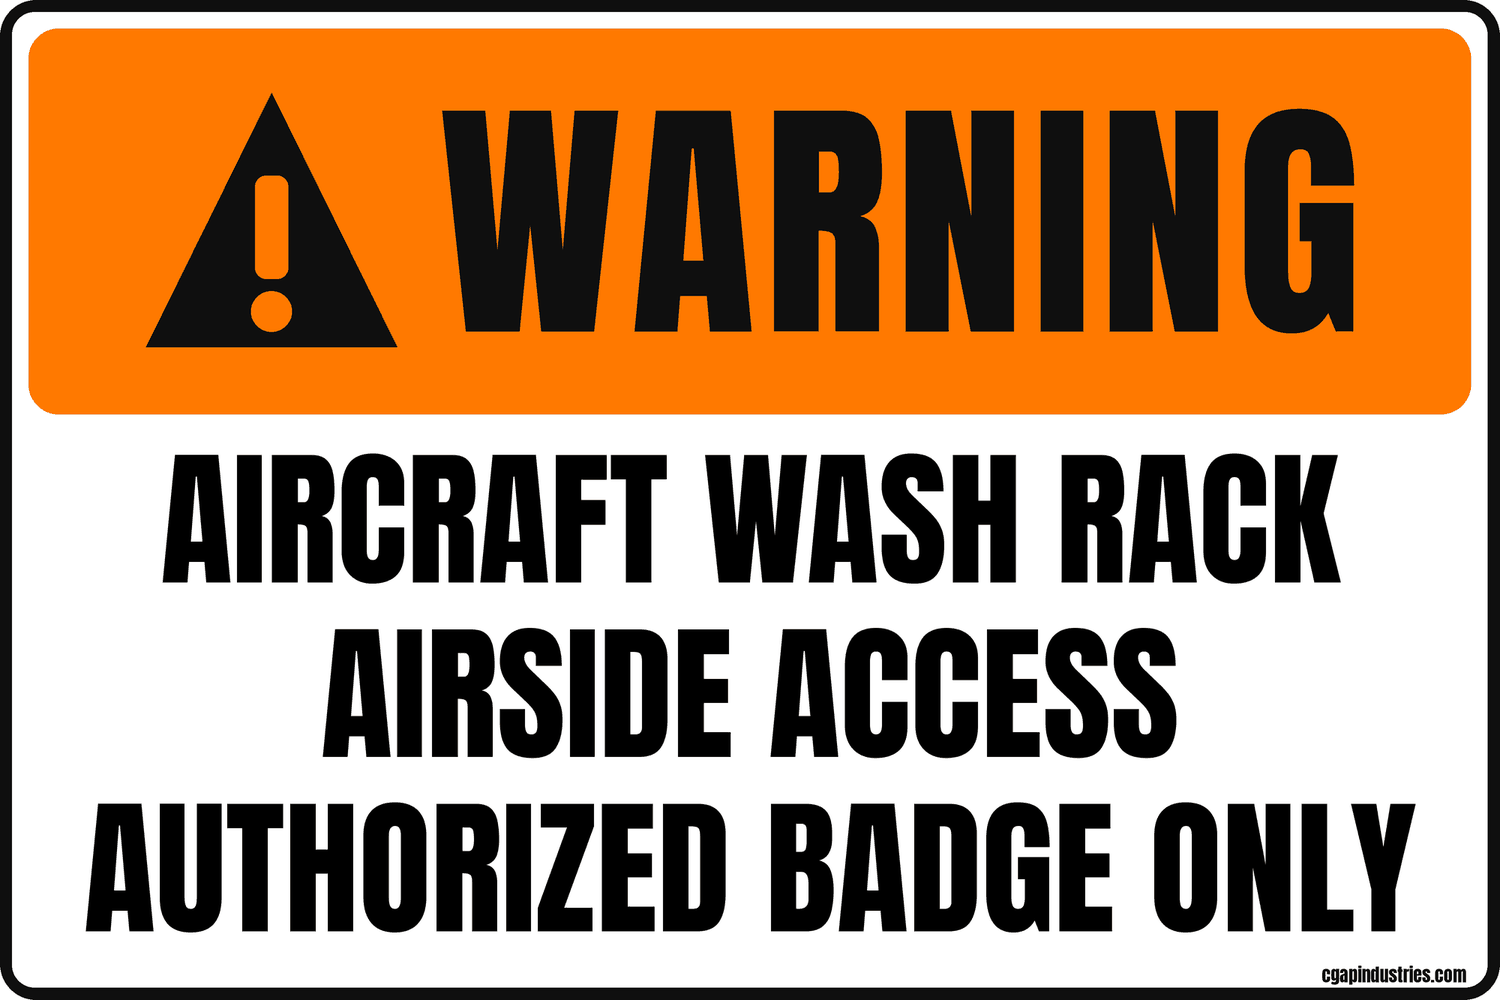 WARNING
AIRCRAFT WASH RACK
AIRSIDE ACCESS
AUTHORIZED BADGE ONLY
cgapindustries.com